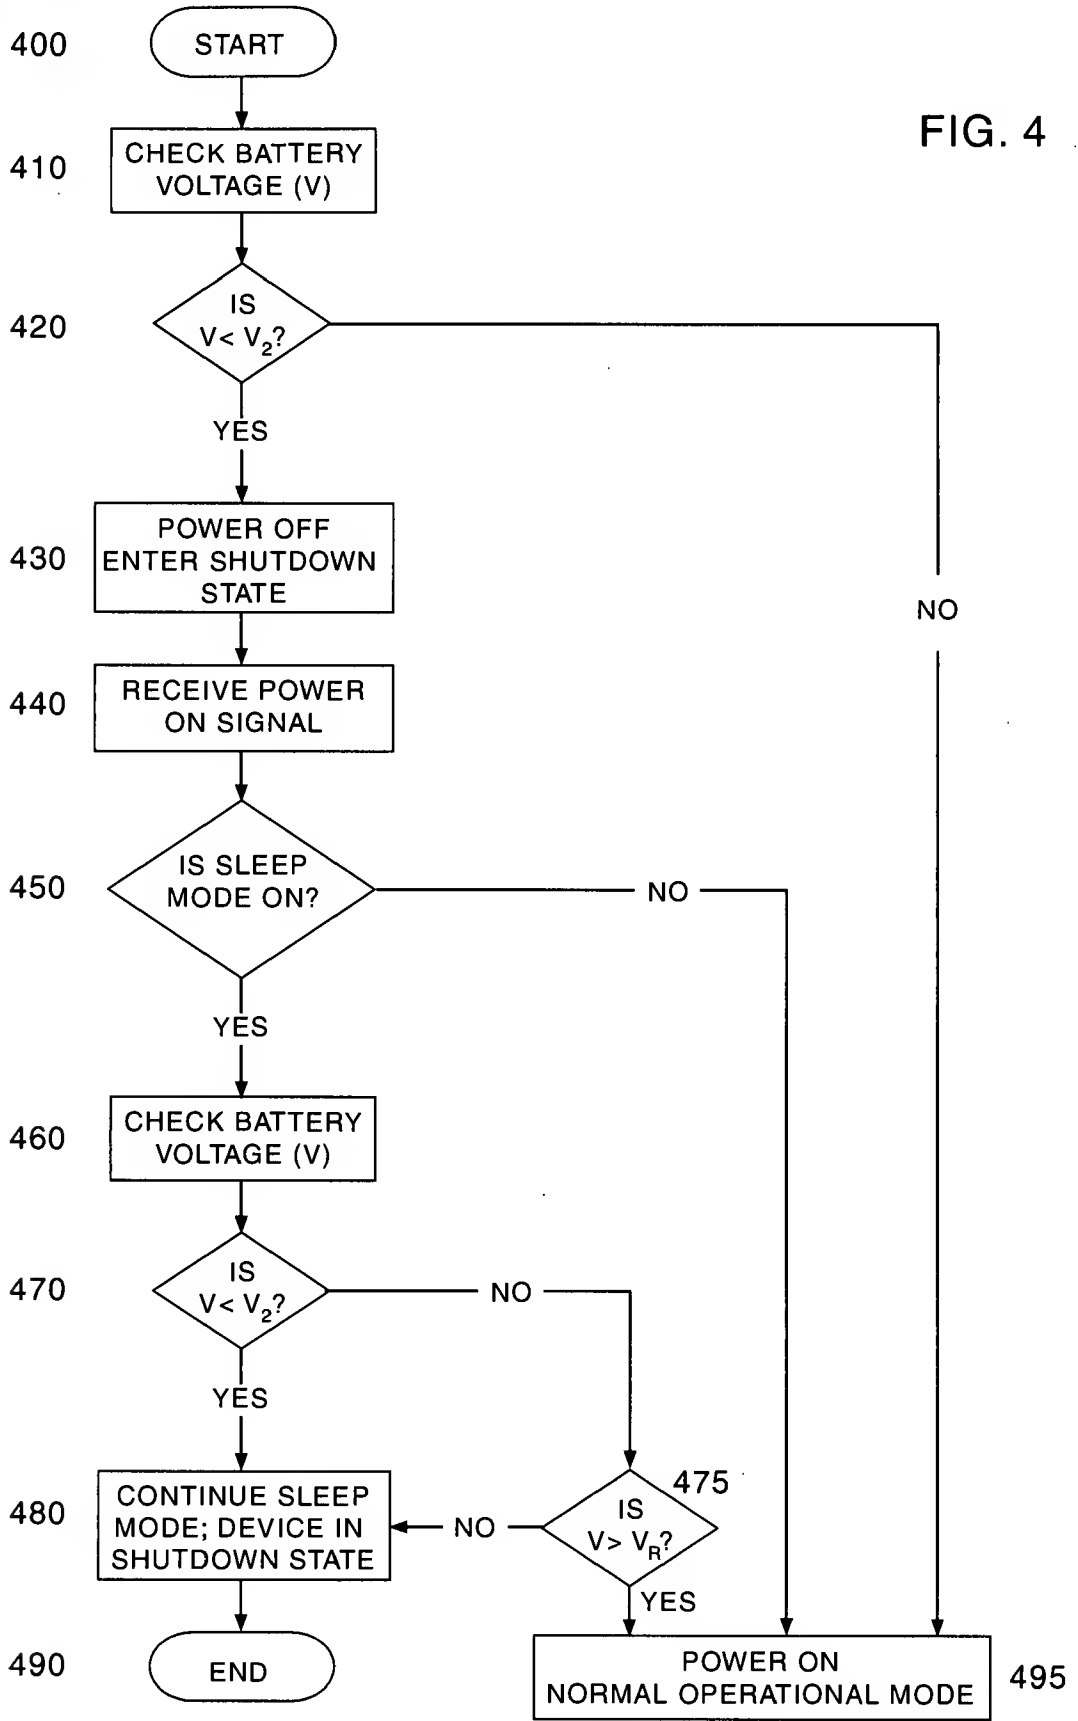 400
START
FIG. 4
410
CHECK BATTERY
VOLTAGE (V)
420
IS
V< V2?
YES
430
POWER OFF
ENTER SHUTDOWN
STATE
NO
440
RECEIVE POWER
ON SIGNAL
450
IS SLEEP
MODE ON?
NO
YES
460
CHECK BATTERY
VOLTAGE (V)
470
IS
V< V2?
NO
YES
475
480
CONTINUE SLEEP
MODE; DEVICE IN
SHUTDOWN STATE
NO
IS
V> VR?
YES
490
END
POWER ON
NORMAL OPERATIONAL MODE
495